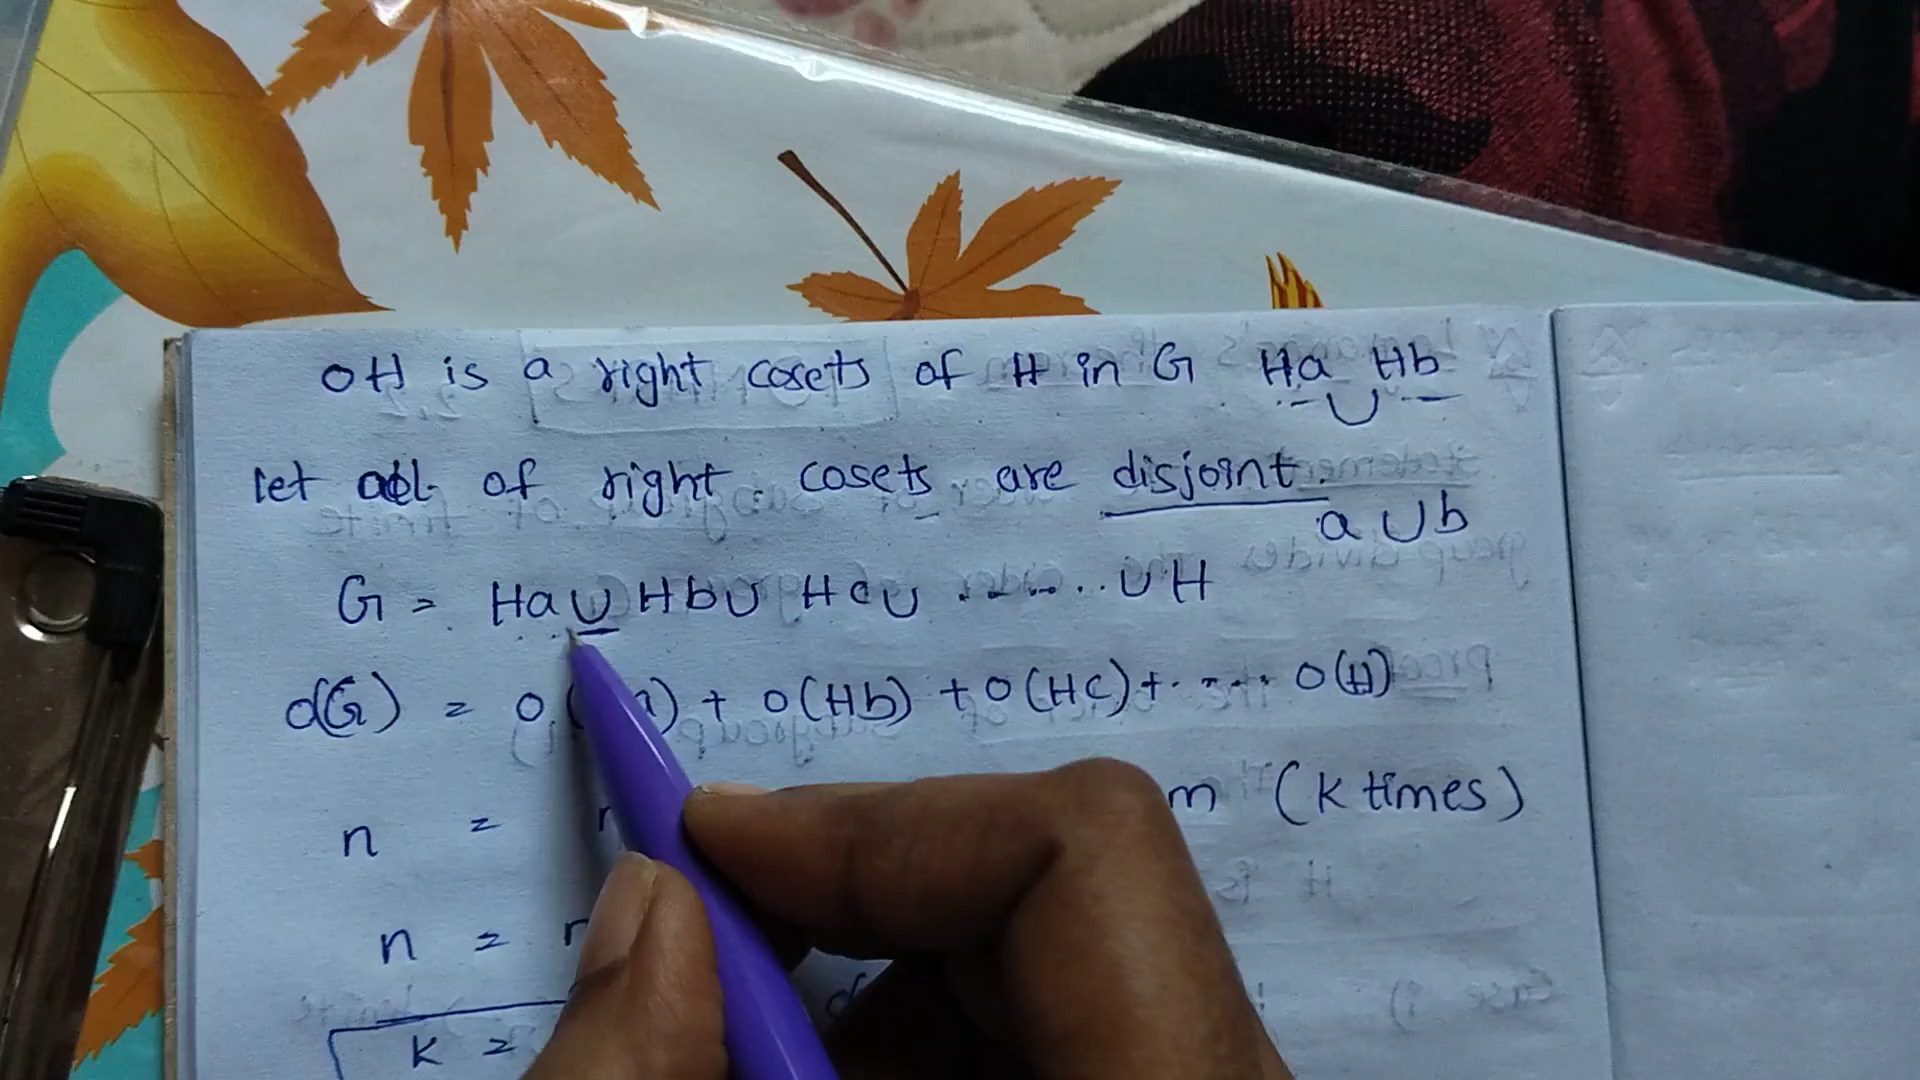 OH is a right cosets of H in G Ha Hb
∪
let all of right cosets are disjoint.
a ∪ b
G = Ha ∪ Hb ∪ Hc ∪ ...... ∪ H
O(G) = O( a) + O(Hb) + O(Hc) + ..... O(H)
n = m (K times)
n =
K =